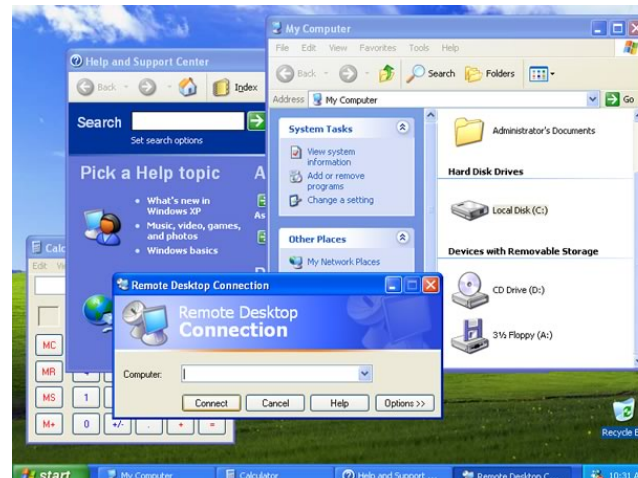 My Computer
File Edit View Favorites Tools Help
Back Search Folders
Address My Computer Go
System Tasks
View system
information
Add or remove
programs
Change a setting
Other Places
My Network Places
Administrator's Documents
Hard Disk Drives
Local Disk (C:)
Devices with Removable Storage
CD Drive (D:)
3½ Floppy (A:)
Help and Support Center
Back Index
Search
Set search options
Pick a Help topic
What's new in
Windows XP
Music, video, games,
and photos
Windows basics
Remote Desktop Connection
Remote Desktop
Connection
Computer:
Connect Cancel Help Options >>
Edit
MC
MR
MS 1
M+ 0 +/- . + =
start My Computer Calculator Help and Support ... Remote Desktop C...